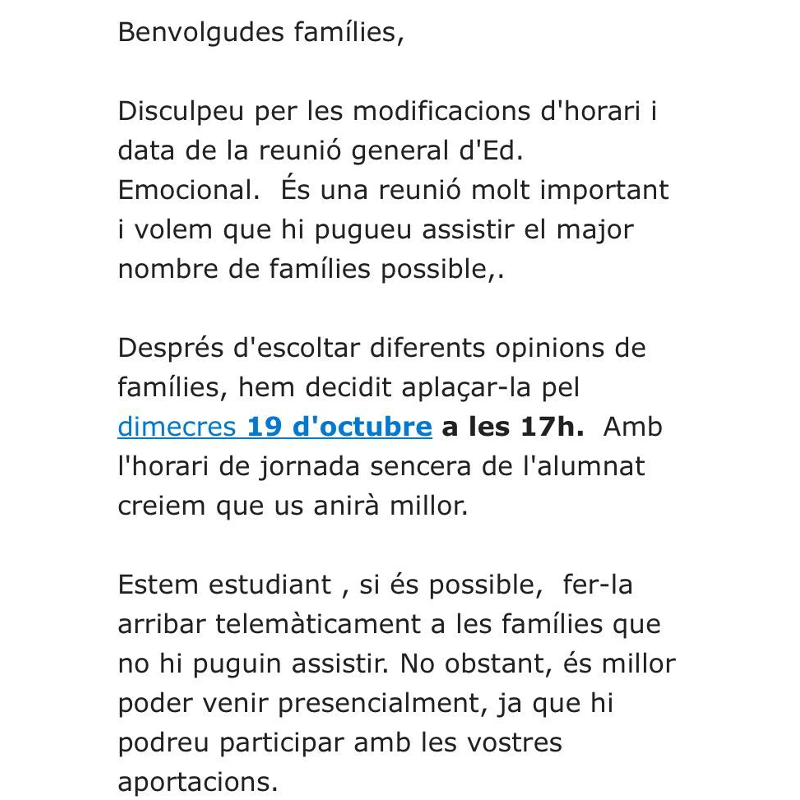 Benvolgudes famílies,
Disculpeu per les modificacions d'horari i
data de la reunió general d'Ed.
Emocional.  És una reunió molt important
i volem que hi pugueu assistir el major
nombre de famílies possible,.
Després d'escoltar diferents opinions de
famílies, hem decidit aplaçar-la pel
dimecres 19 d'octubre a les 17h.  Amb
l'horari de jornada sencera de l'alumnat
creiem que us anirà millor.
Estem estudiant , si és possible,  fer-la
arribar telemàticament a les famílies que
no hi puguin assistir. No obstant, és millor
poder venir presencialment, ja que hi
podreu participar amb les vostres
aportacions.